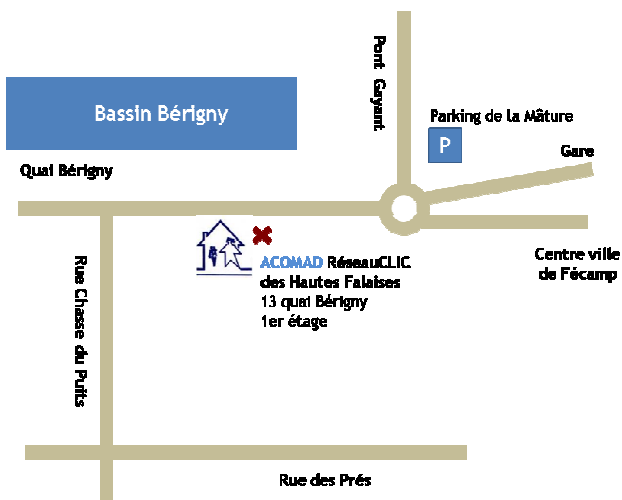 Pont Gayant
Bassin Bérigny
Parking de la Mâture
P
Gare
Quai Bérigny
Centre ville
de Fécamp
ACOMAD RéseauCLIC
des Hautes Falaises
13 quai Bérigny
1er étage
Rue Chasse du Puits
Rue des Prés